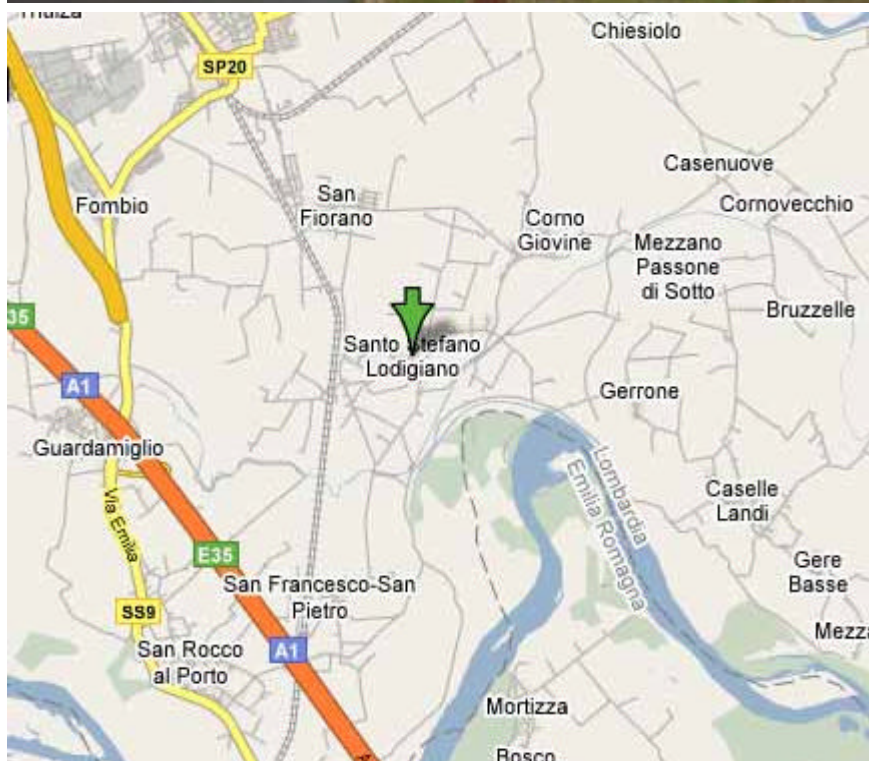 Chiesiolo
SP20
Casenuove
Fombio
San
Fiorano
Corno
Giovine
Cornovecchio
Mezzano
Passone
di Sotto
Bruzzelle
35
Santo Stefano
Lodigiano
A1
Gerrone
Guardamiglio
Lombardia
Emilia Romagna
Caselle
Landi
Via Emilia
E35
Gere
Basse
San Francesco-San
Pietro
SS9
Mezza
San Rocco
al Porto
A1
Mortizza
Bosco